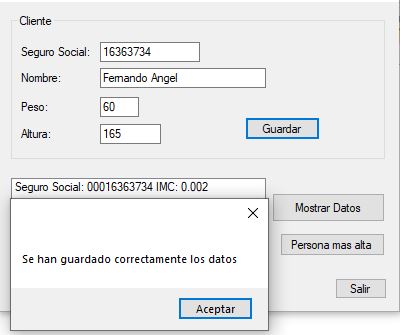 Cliente
Seguro Social: 16363734
Nombre: Fernando Angel
Peso: 60
Altura: 165
Guardar
Seguro Social: 00016363734 IMC: 0.002
Mostrar Datos
Se han guardado correctamente los datos
Persona mas alta
Aceptar
Salir